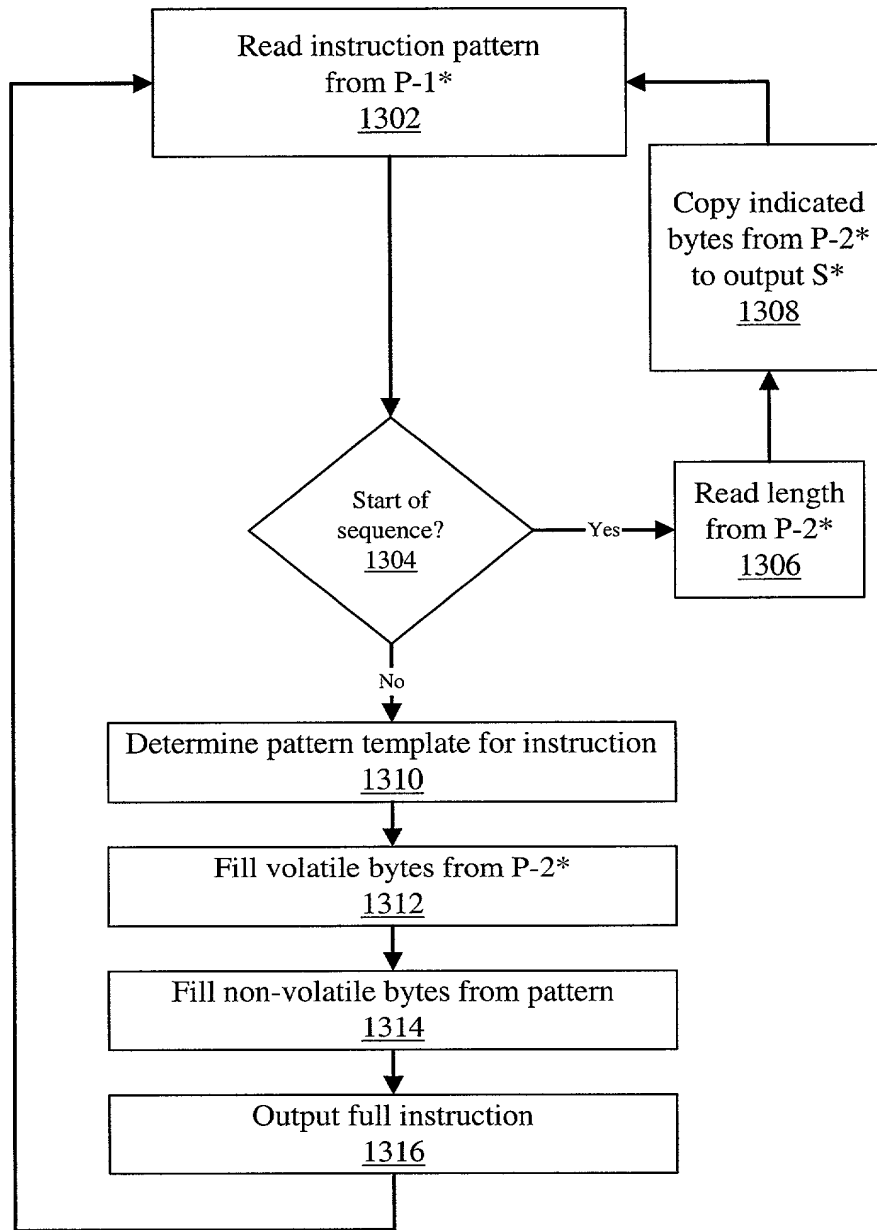 Read instruction pattern
from P-1*
1302
Copy indicated
bytes from P-2*
to output S*
1308
Start of
sequence?
1304
Yes
Read length
from P-2*
1306
No
Determine pattern template for instruction
1310
Fill volatile bytes from P-2*
1312
Fill non-volatile bytes from pattern
1314
Output full instruction
1316